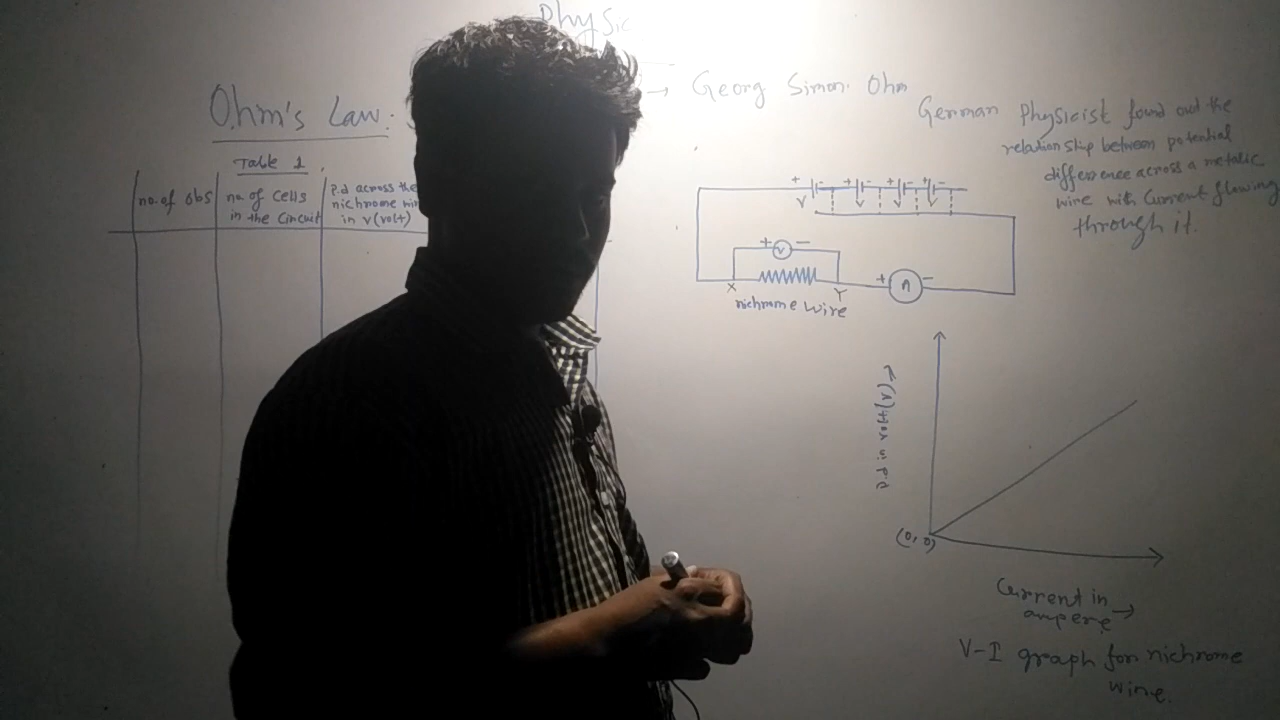 Physic
Ohm's Law:
→ Georg Simon. Ohm
German Physicist found out the
relationship between potential
difference across a metalic
wire with Current flowing
through it.
Table 1
no. of obs
no. of cells
in the Circuit
P.d across the
nichrome
in V(volt)
+ - + - + - + -
V
+ V -
X
Y
+ A -
nichrome wire
P.d in volt (V) →
(0, 0)
Current in
ampere →
V-I graph for nichrome
wire.